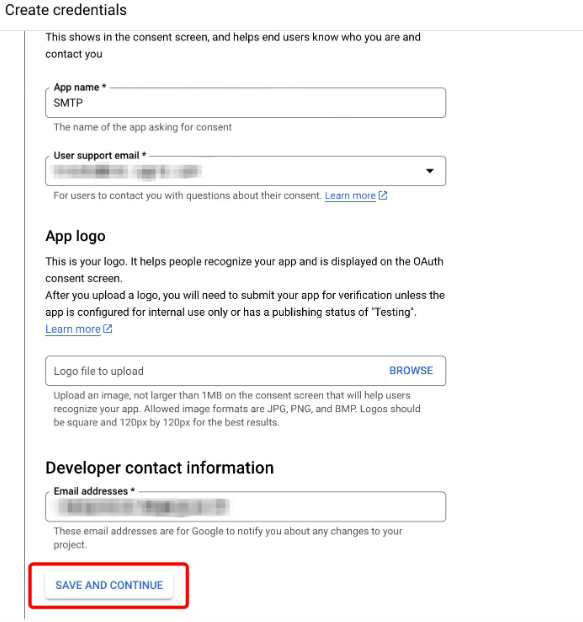 Create credentials
This shows in the consent screen, and helps end users know who you are and
contact you
App name *
SMTP
The name of the app asking for consent
User support email *
For users to contact you with questions about their consent. Learn more
App logo
This is your logo. It helps people recognize your app and is displayed on the OAuth
consent screen.
After you upload a logo, you will need to submit your app for verification unless the
app is configured for internal use only or has a publishing status of "Testing".
Learn more
Logo file to upload BROWSE
Upload an image, not larger than 1MB on the consent screen that will help users
recognize your app. Allowed image formats are JPG, PNG, and BMP. Logos should
be square and 120px by 120px for the best results.
Developer contact information
Email addresses *
These email addresses are for Google to notify you about any changes to your
project.
SAVE AND CONTINUE